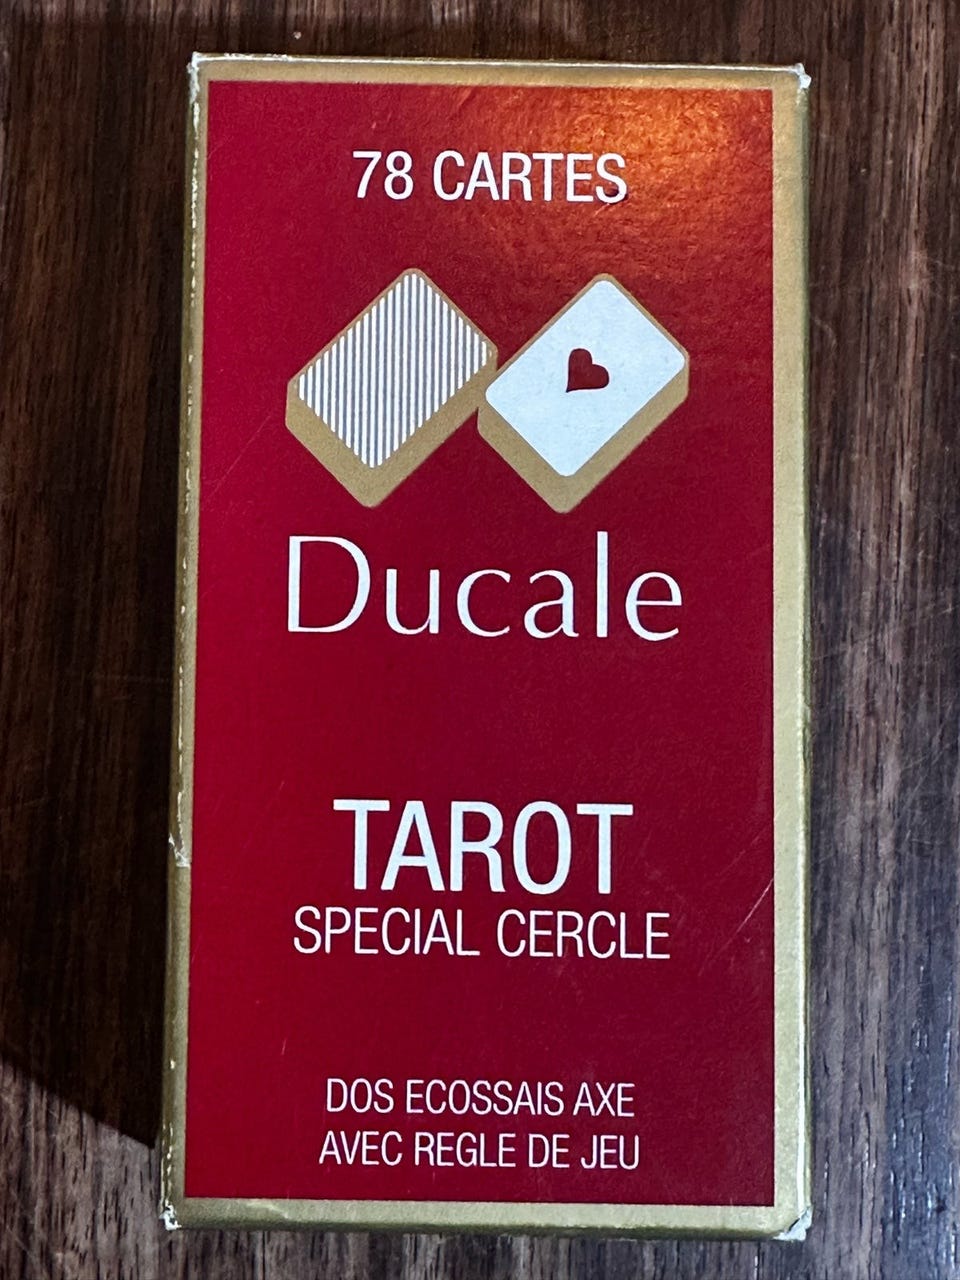 78 CARTES
Ducale
TAROT
SPECIAL CERCLE
DOS ECOSSAIS AXE
AVEC REGLE DE JEU